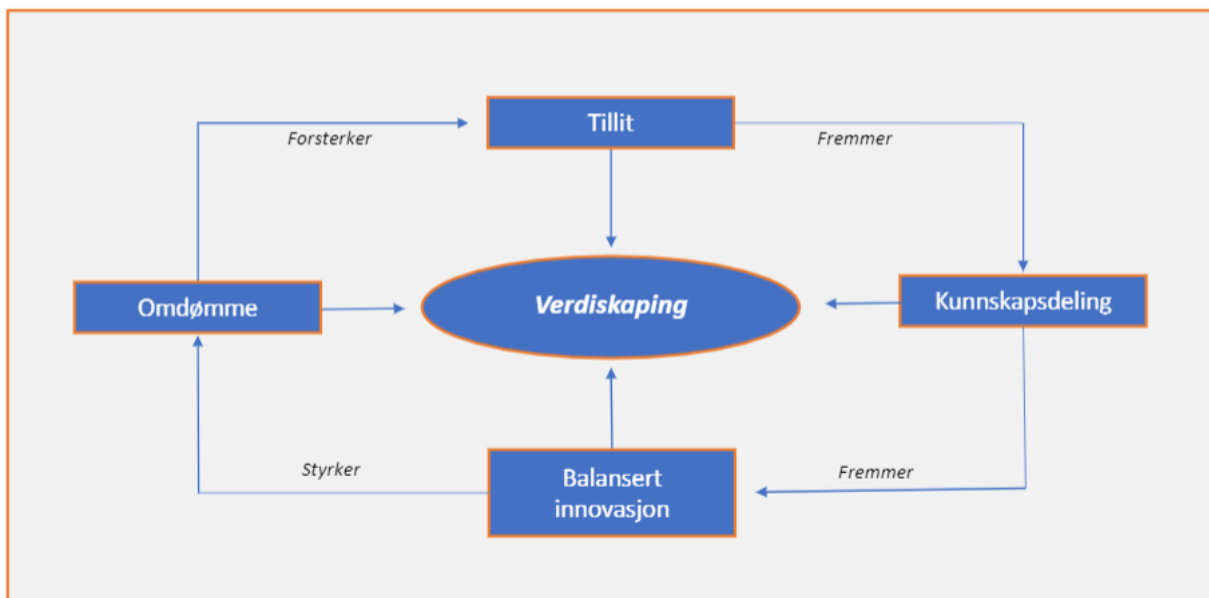 Tillit
Forsterker
Fremmer
Omdømme
Verdiskaping
Kunnskapsdeling
Styrker
Balansert
innovasjon
Fremmer